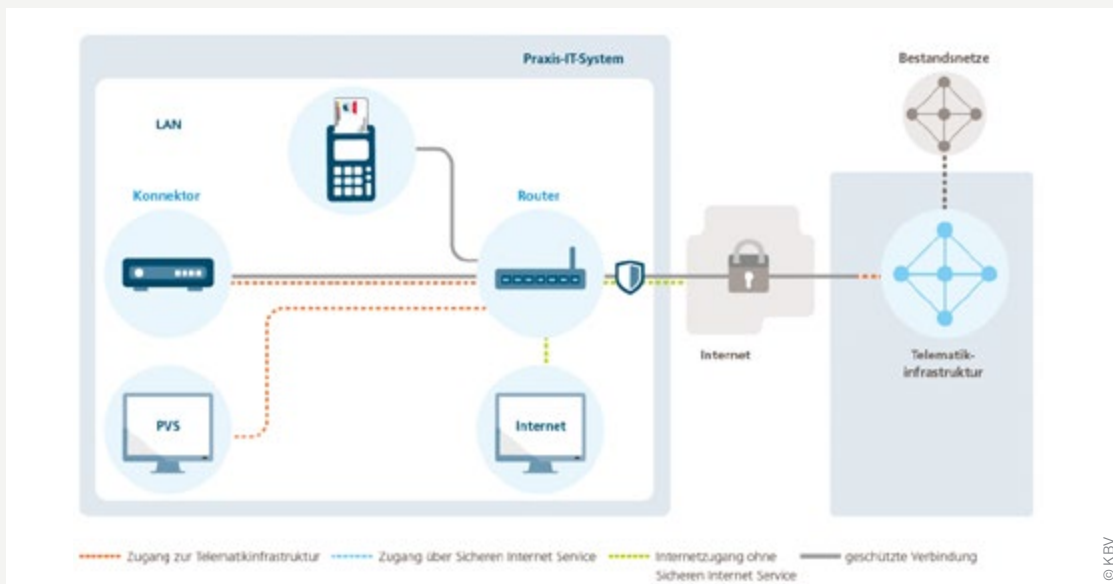 Praxis-IT-System
Bestandsnetze
LAN
Konnektor
Router
Internet
Telematik-
infrastruktur
PVS
Internet
Zugang zur Telematikinfrastruktur
Zugang über Sicheren Internet Service
Internetzugang ohne
Sicheren Internet Service
geschützte Verbindung
© KBV